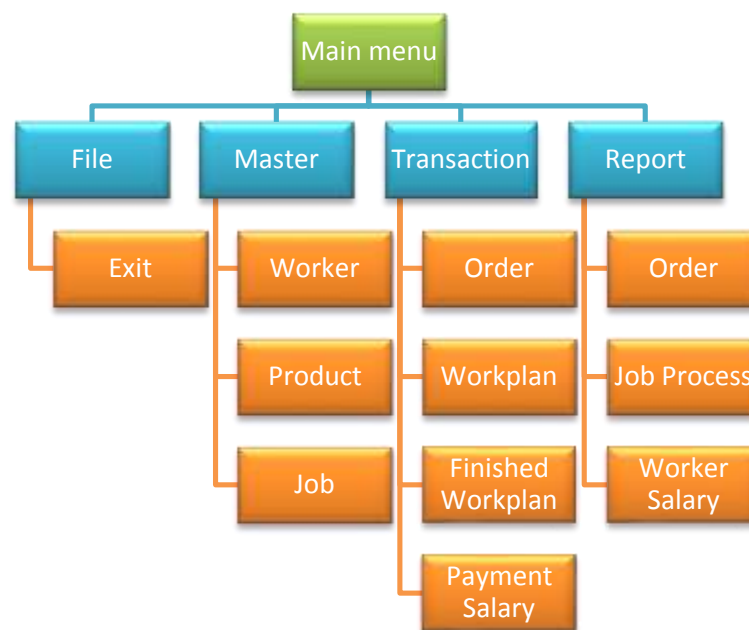 Main menu
File
Master
Transaction
Report
Exit
Worker
Order
Order
Product
Workplan
Job Process
Job
Finished
Workplan
Worker
Salary
Payment
Salary